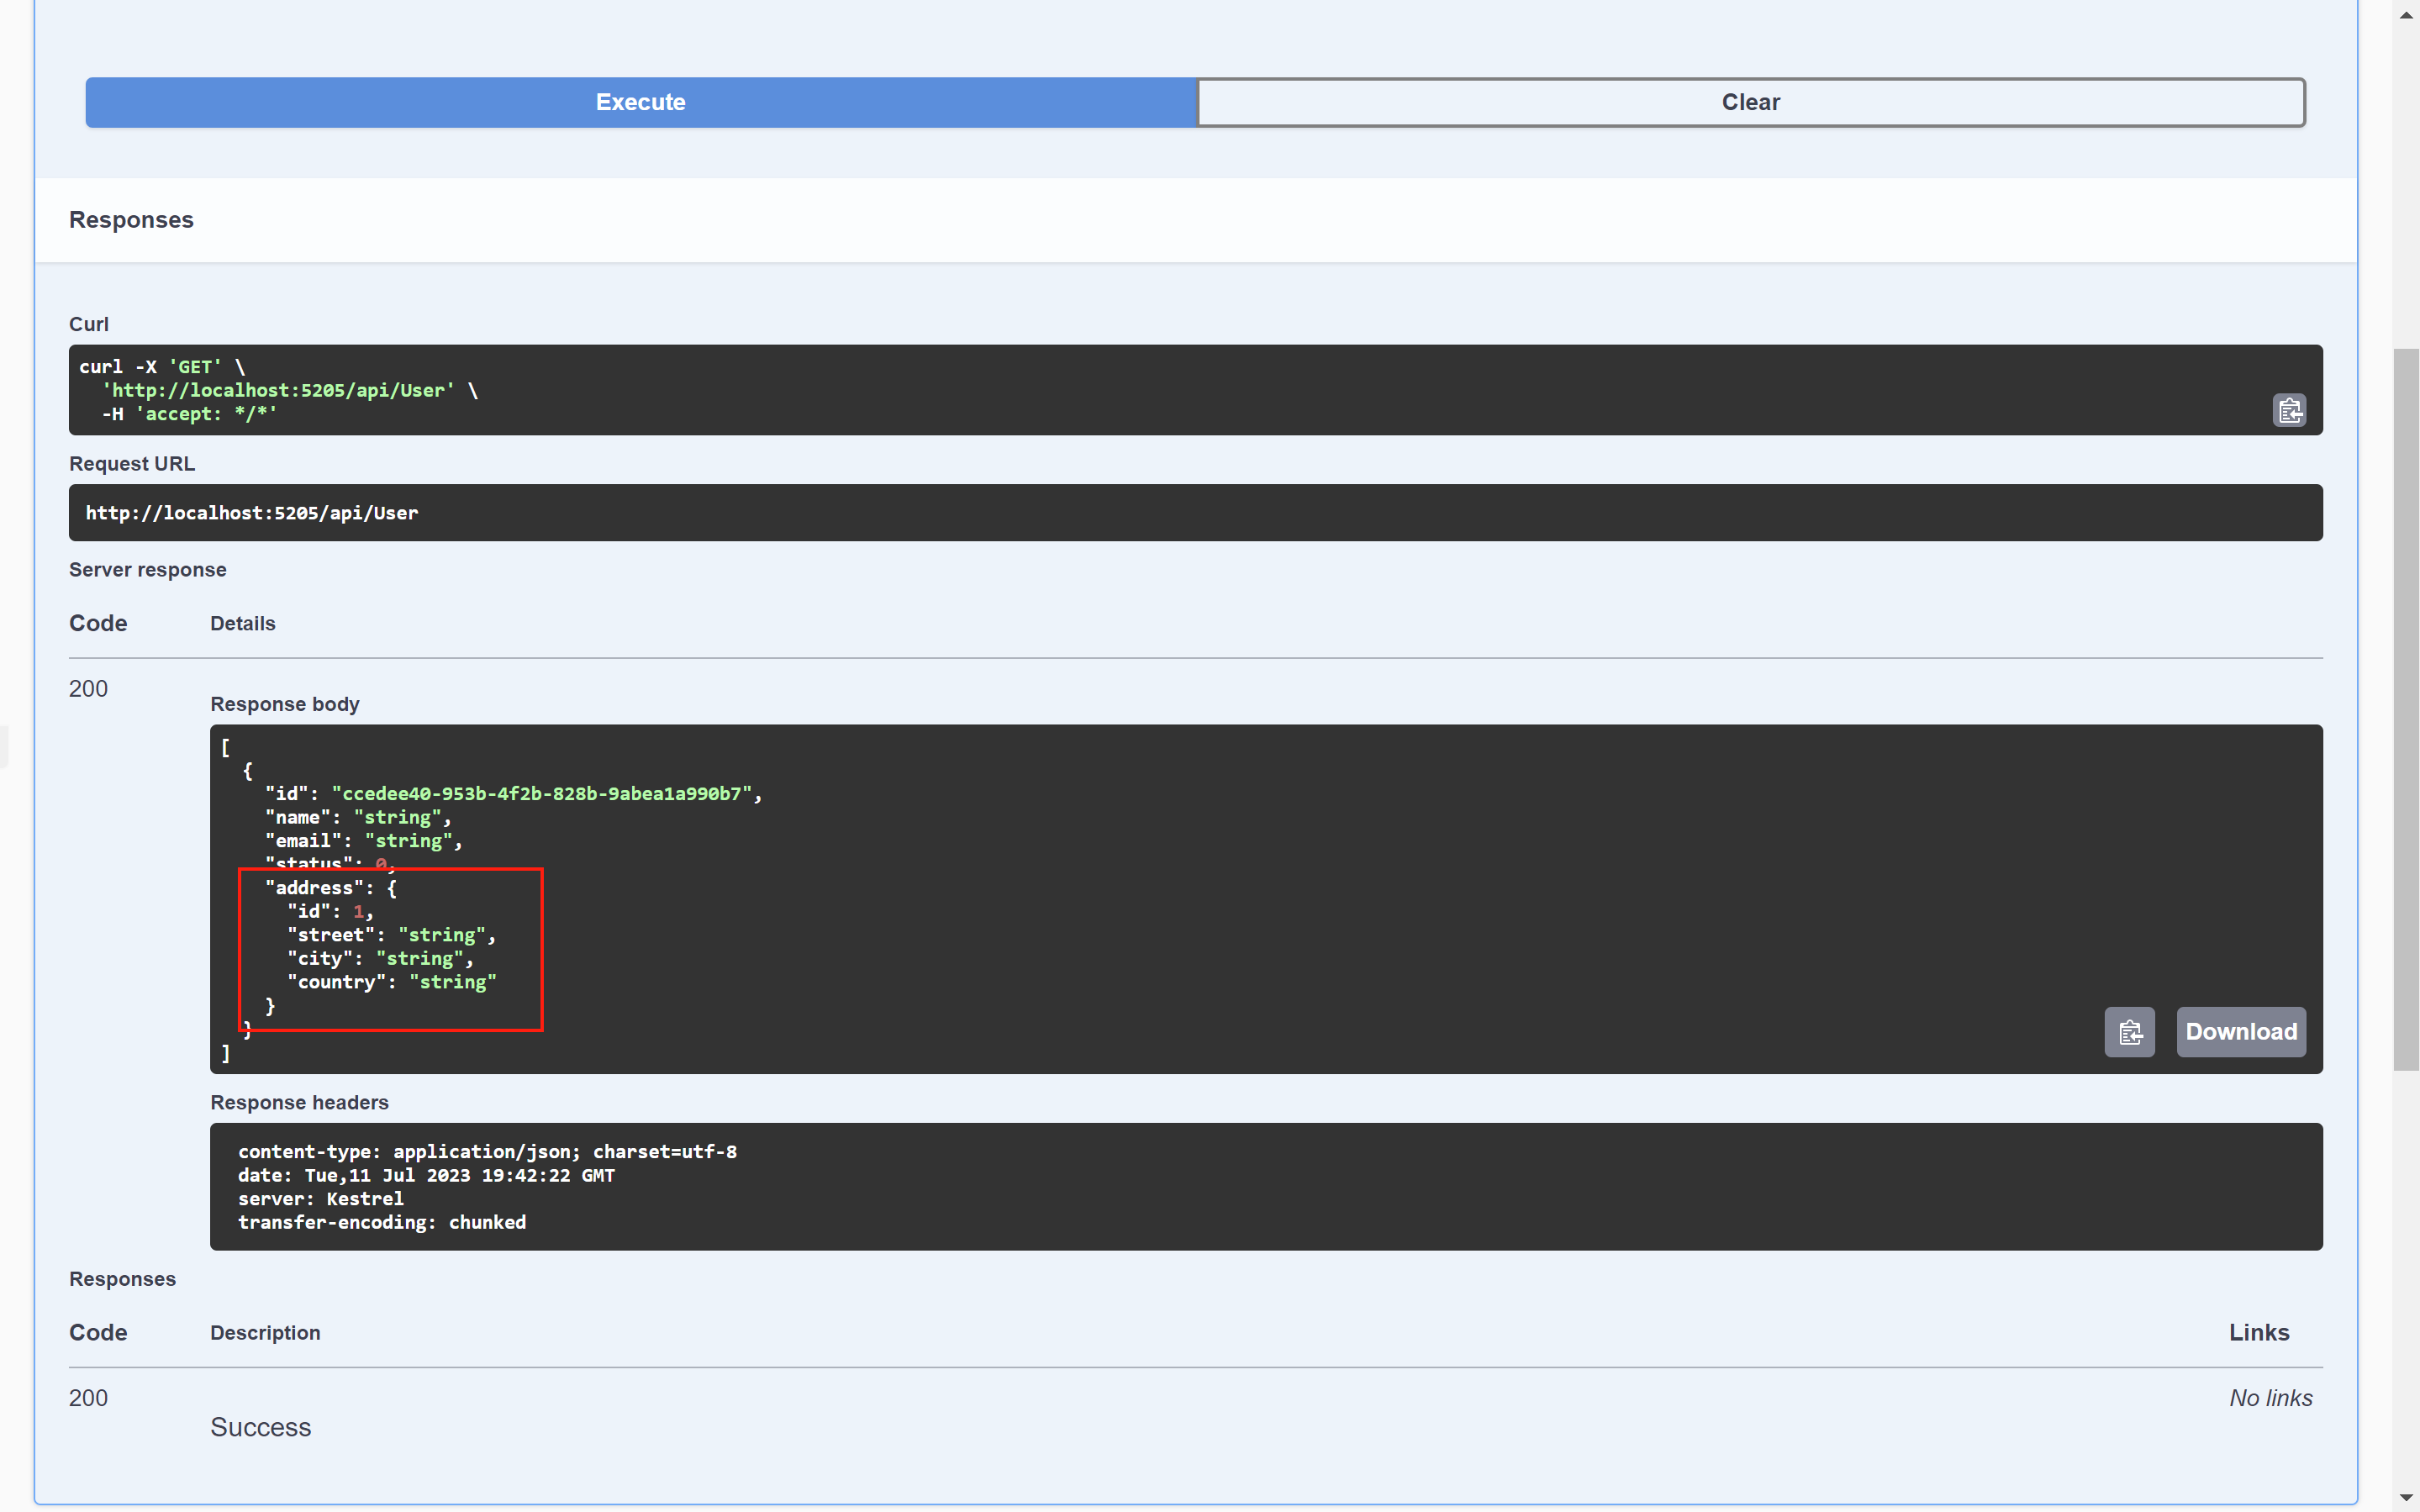 Execute
Clear
Responses
Curl
curl -X 'GET' \
  'http://localhost:5205/api/User' \
  -H 'accept: */*'
Request URL
http://localhost:5205/api/User
Server response
Code Details
200
Response body
[
  {
    "id": "ccedee40-953b-4f2b-828b-9abea1a990b7",
    "name": "string",
    "email": "string",
    "status": 0,
    "address": {
      "id": 1,
      "street": "string",
      "city": "string",
      "country": "string"
    }
  }
]
Download
Response headers
content-type: application/json; charset=utf-8
date: Tue,11 Jul 2023 19:42:22 GMT
server: Kestrel
transfer-encoding: chunked
Responses
Code Description Links
200 No links
Success